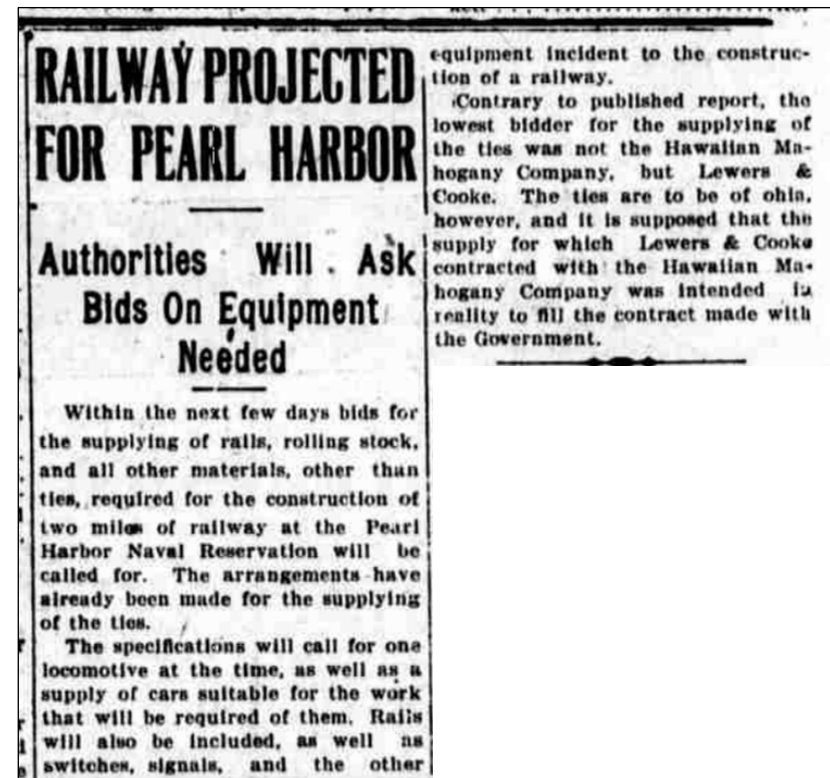 RAILWAY PROJECTED
FOR PEARL HARBOR
Authorities Will Ask
Bids On Equipment
Needed
Within the next few days bids for
the supplying of rails, rolling stock,
and all other materials, other than
ties, required for the construction of
two miles of railway at the Pearl
Harbor Naval Reservation will be
called for. The arrangements have
already been made for the supplying
of the ties.
The specifications will call for one
locomotive at the time, as well as a
supply of cars suitable for the work
that will be required of them. Rails
will also be included, as well as
switches, signals, and the other
equipment incident to the construc-
tion of a railway.
Contrary to published report, the
lowest bidder for the supplying of
the ties was not the Hawaiian Ma-
hogany Company, but Lewers &
Cooke. The ties are to be of ohia,
however, and it is supposed that the
supply for which Lewers & Cooke
contracted with the Hawaiian Ma-
hogany Company was intended in
reality to fill the contract made with
the Government.